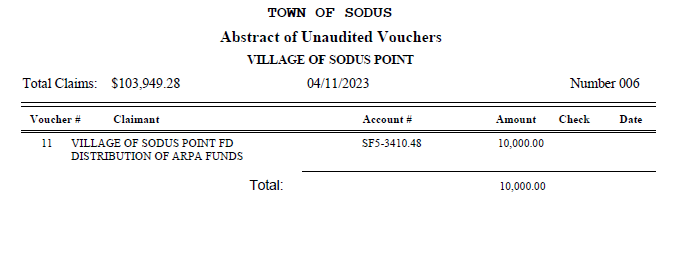 TOWN OF SODUS
Abstract of Unaudited Vouchers
VILLAGE OF SODUS POINT
Total Claims: $103,949.28 04/11/2023 Number 006
Voucher # Claimant Account # Amount Check Date
11 VILLAGE OF SODUS POINT FD SF5-3410.48 10,000.00
DISTRIBUTION OF ARPA FUNDS
Total: 10,000.00